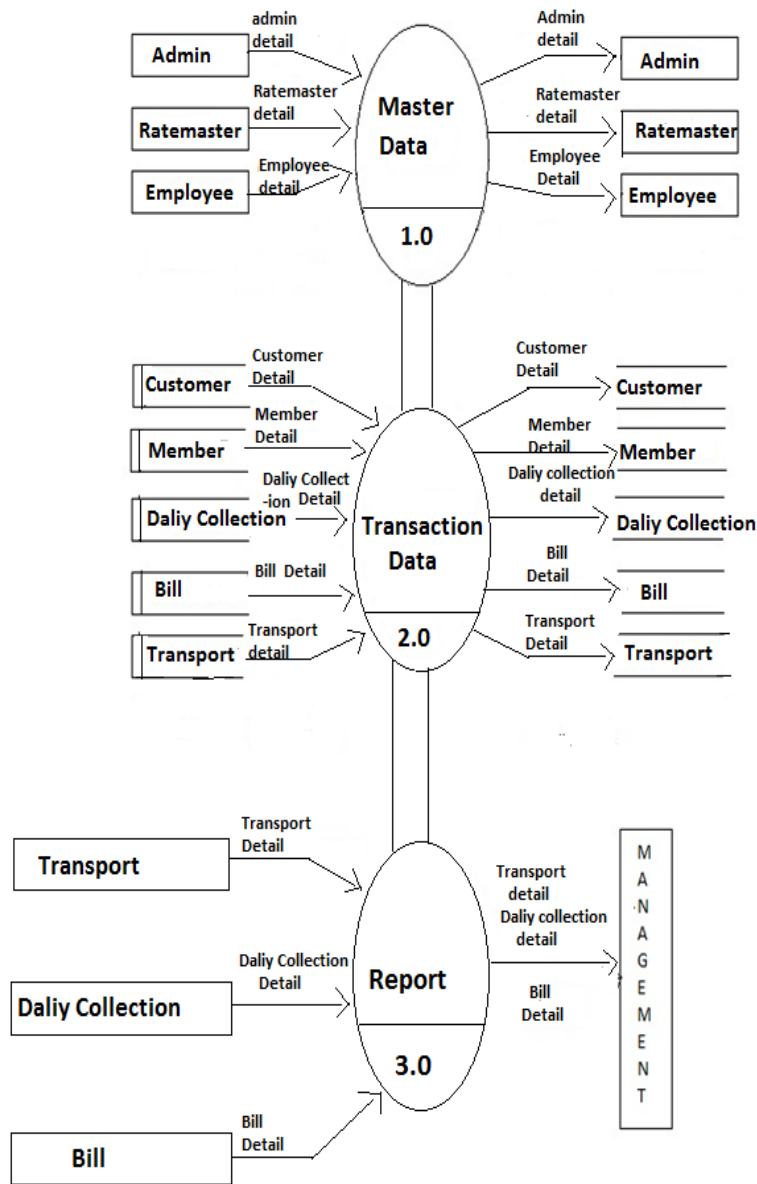 admin
detail
Admin
Ratemaster
detail
Ratemaster
Employee
detail
Employee
Master
Data
1.0
Admin
detail
Admin
Ratemaster
detail
Ratemaster
Employee
Detail
Employee
Customer
Detail
Customer
Member
Detail
Member
Daliy Collect
-ion Detail
Daliy Collection
Bill Detail
Bill
Transport
detail
Transport
Transaction
Data
2.0
Customer
Detail
Customer
Member
Detail
Member
Daliy collection
detail
Daliy Collection
Bill
Detail
Bill
Transport
Detail
Transport
Transport
Detail
Transport
Daliy Collection
Detail
Daliy Collection
Bill
Detail
Bill
Report
3.0
Transport
detail
Daliy collection
detail
Bill
Detail
MANAGEMENT